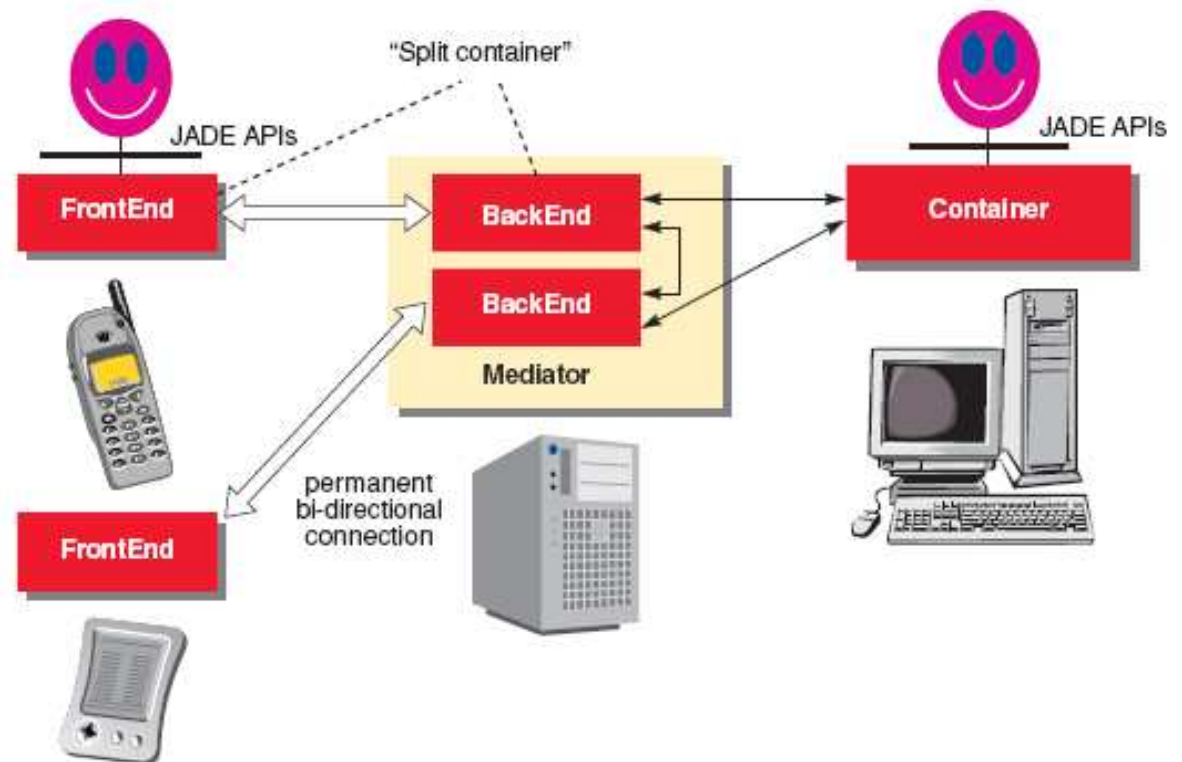 “Split container”
JADE APIs
JADE APIs
FrontEnd
BackEnd
Container
BackEnd
Mediator
permanent
bi-directional
connection
FrontEnd